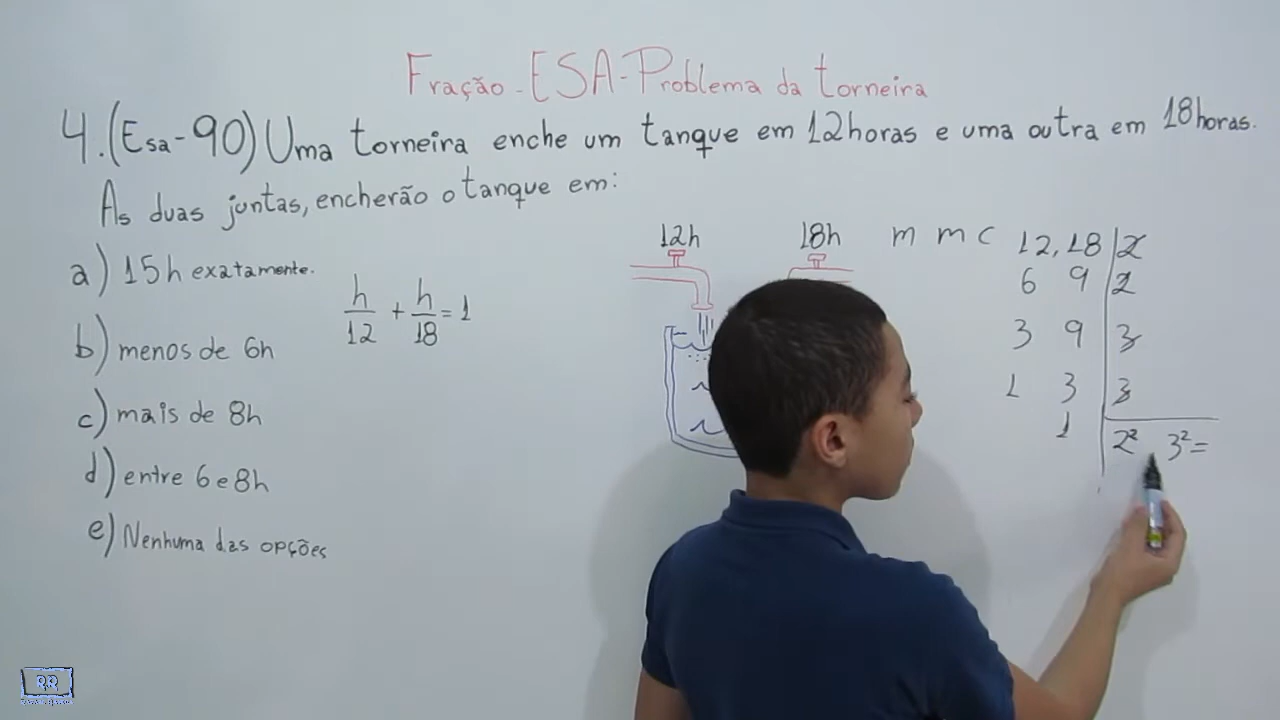 Fração - ESA - Problema da torneira
4. (Esa - 90) Uma torneira enche um tanque em 12 horas e uma outra em 18 horas.
As duas juntas, encherão o tanque em:
a) 15h exatamente.
b) menos de 6h
c) mais de 8h
d) entre 6 e 8h
e) Nenhuma das opções
h/12 + h/18 = 1
12h 18h
m m c 12, 18 | 2
6 9 | 2
3 9 | 3
1 3 | 3
1 | 2² 3² =
RR